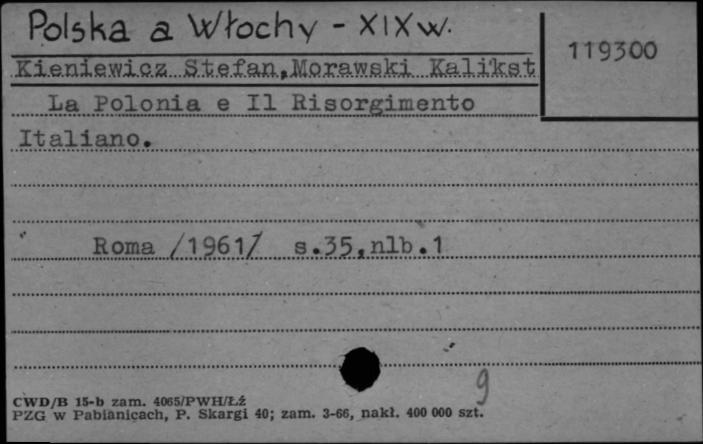 Polska a Włochy - XIX w.
119300
Kieniewicz Stefan,Morawski Kalikst
La Polonia e Il Risorgimento
Italiano.
Roma /1961/ s.35,nlb.1
9
CWD/B 15-b zam. 4065/PWH/Łź
PZG w Pabianicach, P. Skargi 40; zam. 3-66, nakł. 400 000 szt.